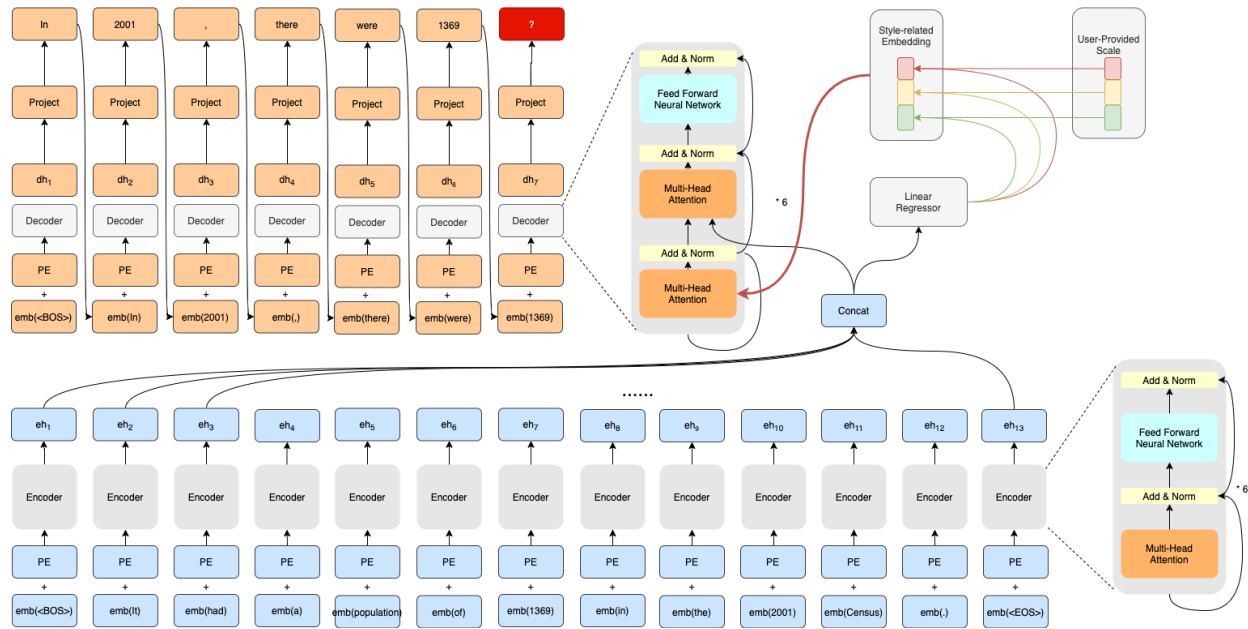 In 2001 , there were 1369 ?
Project Project Project Project Project Project Project
dh1 dh2 dh3 dh4 dh5 dh6 dh7
Decoder Decoder Decoder Decoder Decoder Decoder Decoder
PE PE PE PE PE PE PE
+ + + + + + +
emb(<BOS>) emb(In) emb(2001) emb(,) emb(there) emb(were) emb(1369)
Add & Norm
Feed Forward
Neural Network
Add & Norm
Multi-Head
Attention
* 6
Add & Norm
Multi-Head
Attention
Style-related
Embedding
User-Provided
Scale
Linear
Regressor
Concat
......
eh1 eh2 eh3 eh4 eh5 eh6 eh7 eh8 eh9 eh10 eh11 eh12 eh13
Encoder Encoder Encoder Encoder Encoder Encoder Encoder Encoder Encoder Encoder Encoder Encoder Encoder
PE PE PE PE PE PE PE PE PE PE PE PE PE
+ + + + + + + + + + + + +
emb(<BOS>) emb(It) emb(had) emb(a) emb(population) emb(of) emb(1369) emb(in) emb(the) emb(2001) emb(Census) emb(.) emb(<EOS>)
Add & Norm
Feed Forward
Neural Network
Add & Norm
* 6
Multi-Head
Attention